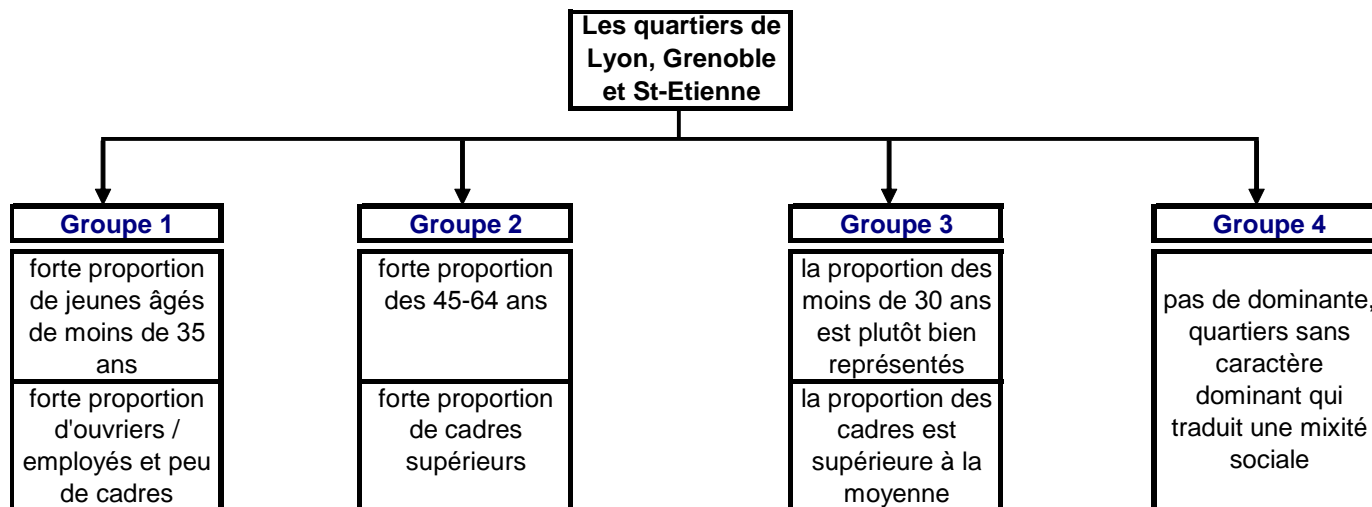 Les quartiers de
Lyon, Grenoble
et St-Etienne
Groupe 1
forte proportion
de jeunes âgés
de moins de 35
ans
forte proportion
d'ouvriers /
employés et peu
de cadres
Groupe 2
forte proportion
des 45-64 ans
forte proportion
de cadres
supérieurs
Groupe 3
la proportion des
moins de 30 ans
est plutôt bien
représentés
la proportion des
cadres est
supérieure à la
moyenne
Groupe 4
pas de dominante,
quartiers sans
caractère
dominant qui
traduit une mixité
sociale